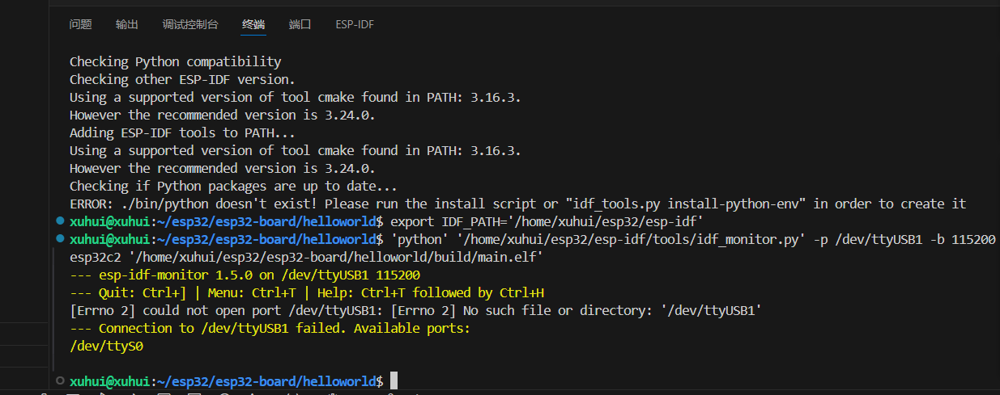 问题 输出 调试控制台 终端 端口 ESP-IDF
Checking Python compatibility
Checking other ESP-IDF version.
Using a supported version of tool cmake found in PATH: 3.16.3.
However the recommended version is 3.24.0.
Adding ESP-IDF tools to PATH...
Using a supported version of tool cmake found in PATH: 3.16.3.
However the recommended version is 3.24.0.
Checking if Python packages are up to date...
ERROR: ./bin/python doesn't exist! Please run the install script or "idf_tools.py install-python-env" in order to create it
xuhui@xuhui:~/esp32/esp32-board/helloworld$ export IDF_PATH='/home/xuhui/esp32/esp-idf'
xuhui@xuhui:~/esp32/esp32-board/helloworld$ 'python' '/home/xuhui/esp32/esp-idf/tools/idf_monitor.py' -p /dev/ttyUSB1 -b 115200
esp32c2 '/home/xuhui/esp32/esp32-board/helloworld/build/main.elf'
--- esp-idf-monitor 1.5.0 on /dev/ttyUSB1 115200
--- Quit: Ctrl+] | Menu: Ctrl+T | Help: Ctrl+T followed by Ctrl+H
[Errno 2] could not open port /dev/ttyUSB1: [Errno 2] No such file or directory: '/dev/ttyUSB1'
--- Connection to /dev/ttyUSB1 failed. Available ports:
/dev/ttyS0
xuhui@xuhui:~/esp32/esp32-board/helloworld$